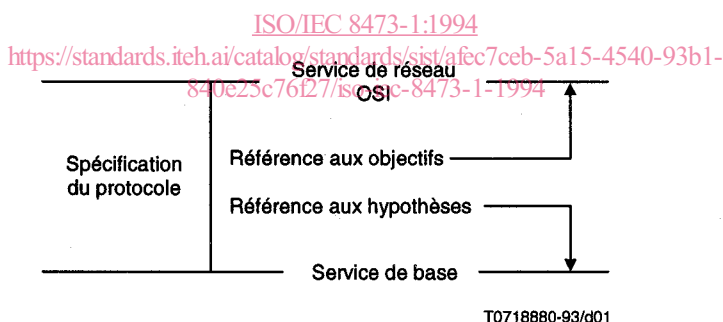 ISO/IEC 8473-1:1994
https://standards.iteh.ai/catalog/standards/sist/afec7ceb-5a15-4540-93b1-
Service de réseau
840e25c76f27/iso-iec-8473-1-1994
OSI
Spécification
du protocole
Référence aux objectifs
Référence aux hypothèses
Service de base
T0718880-93/d01